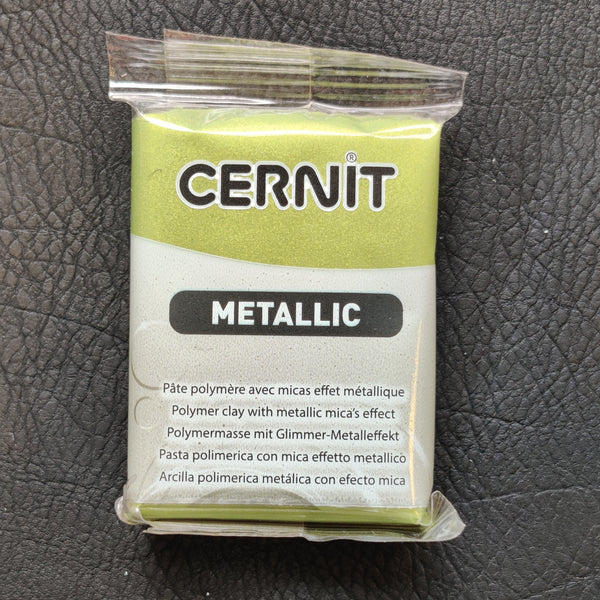 CERNIT®
METALLIC
Pâte polymère avec micas effet métallique
Polymer clay with metallic mica's effect
Polymermasse mit Glimmer-Metalleffekt
Pasta polimerica con mica effetto metallico
Arcilla polimerica metálica con efecto mica